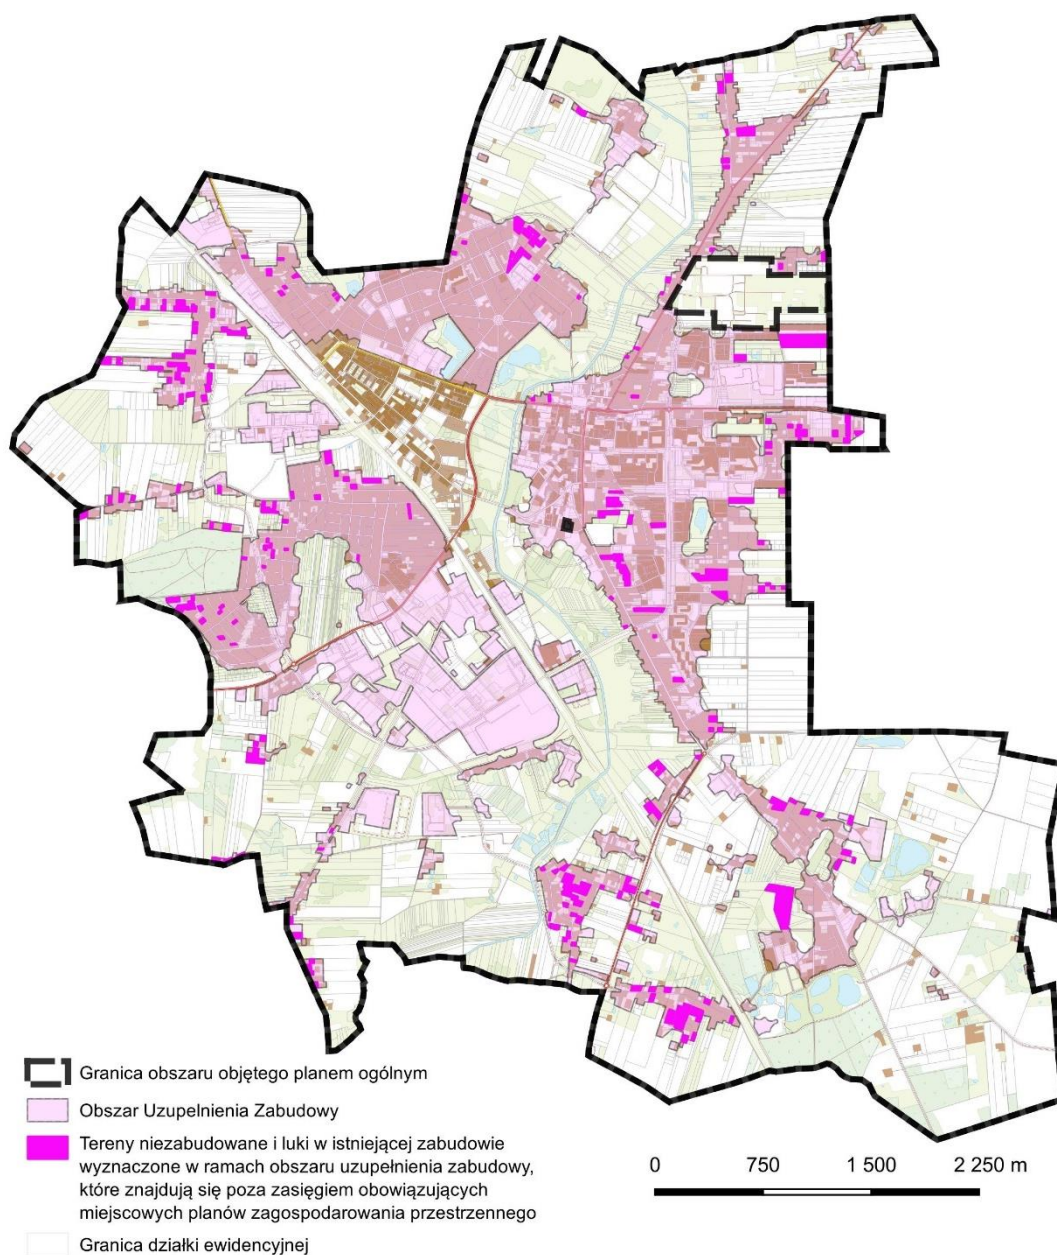 Granica obszaru objętego planem ogólnym
Obszar Uzupelnienia Zabudowy
Tereny niezabudowane i luki w istniejącej zabudowie
wyznaczone w ramach obszaru uzupełnienia zabudowy,
które znajdują się poza zasięgiem obowiązujących
miejscowych planów zagospodarowania przestrzennego
Granica działki ewidencyjnej
0 750 1 500 2 250 m